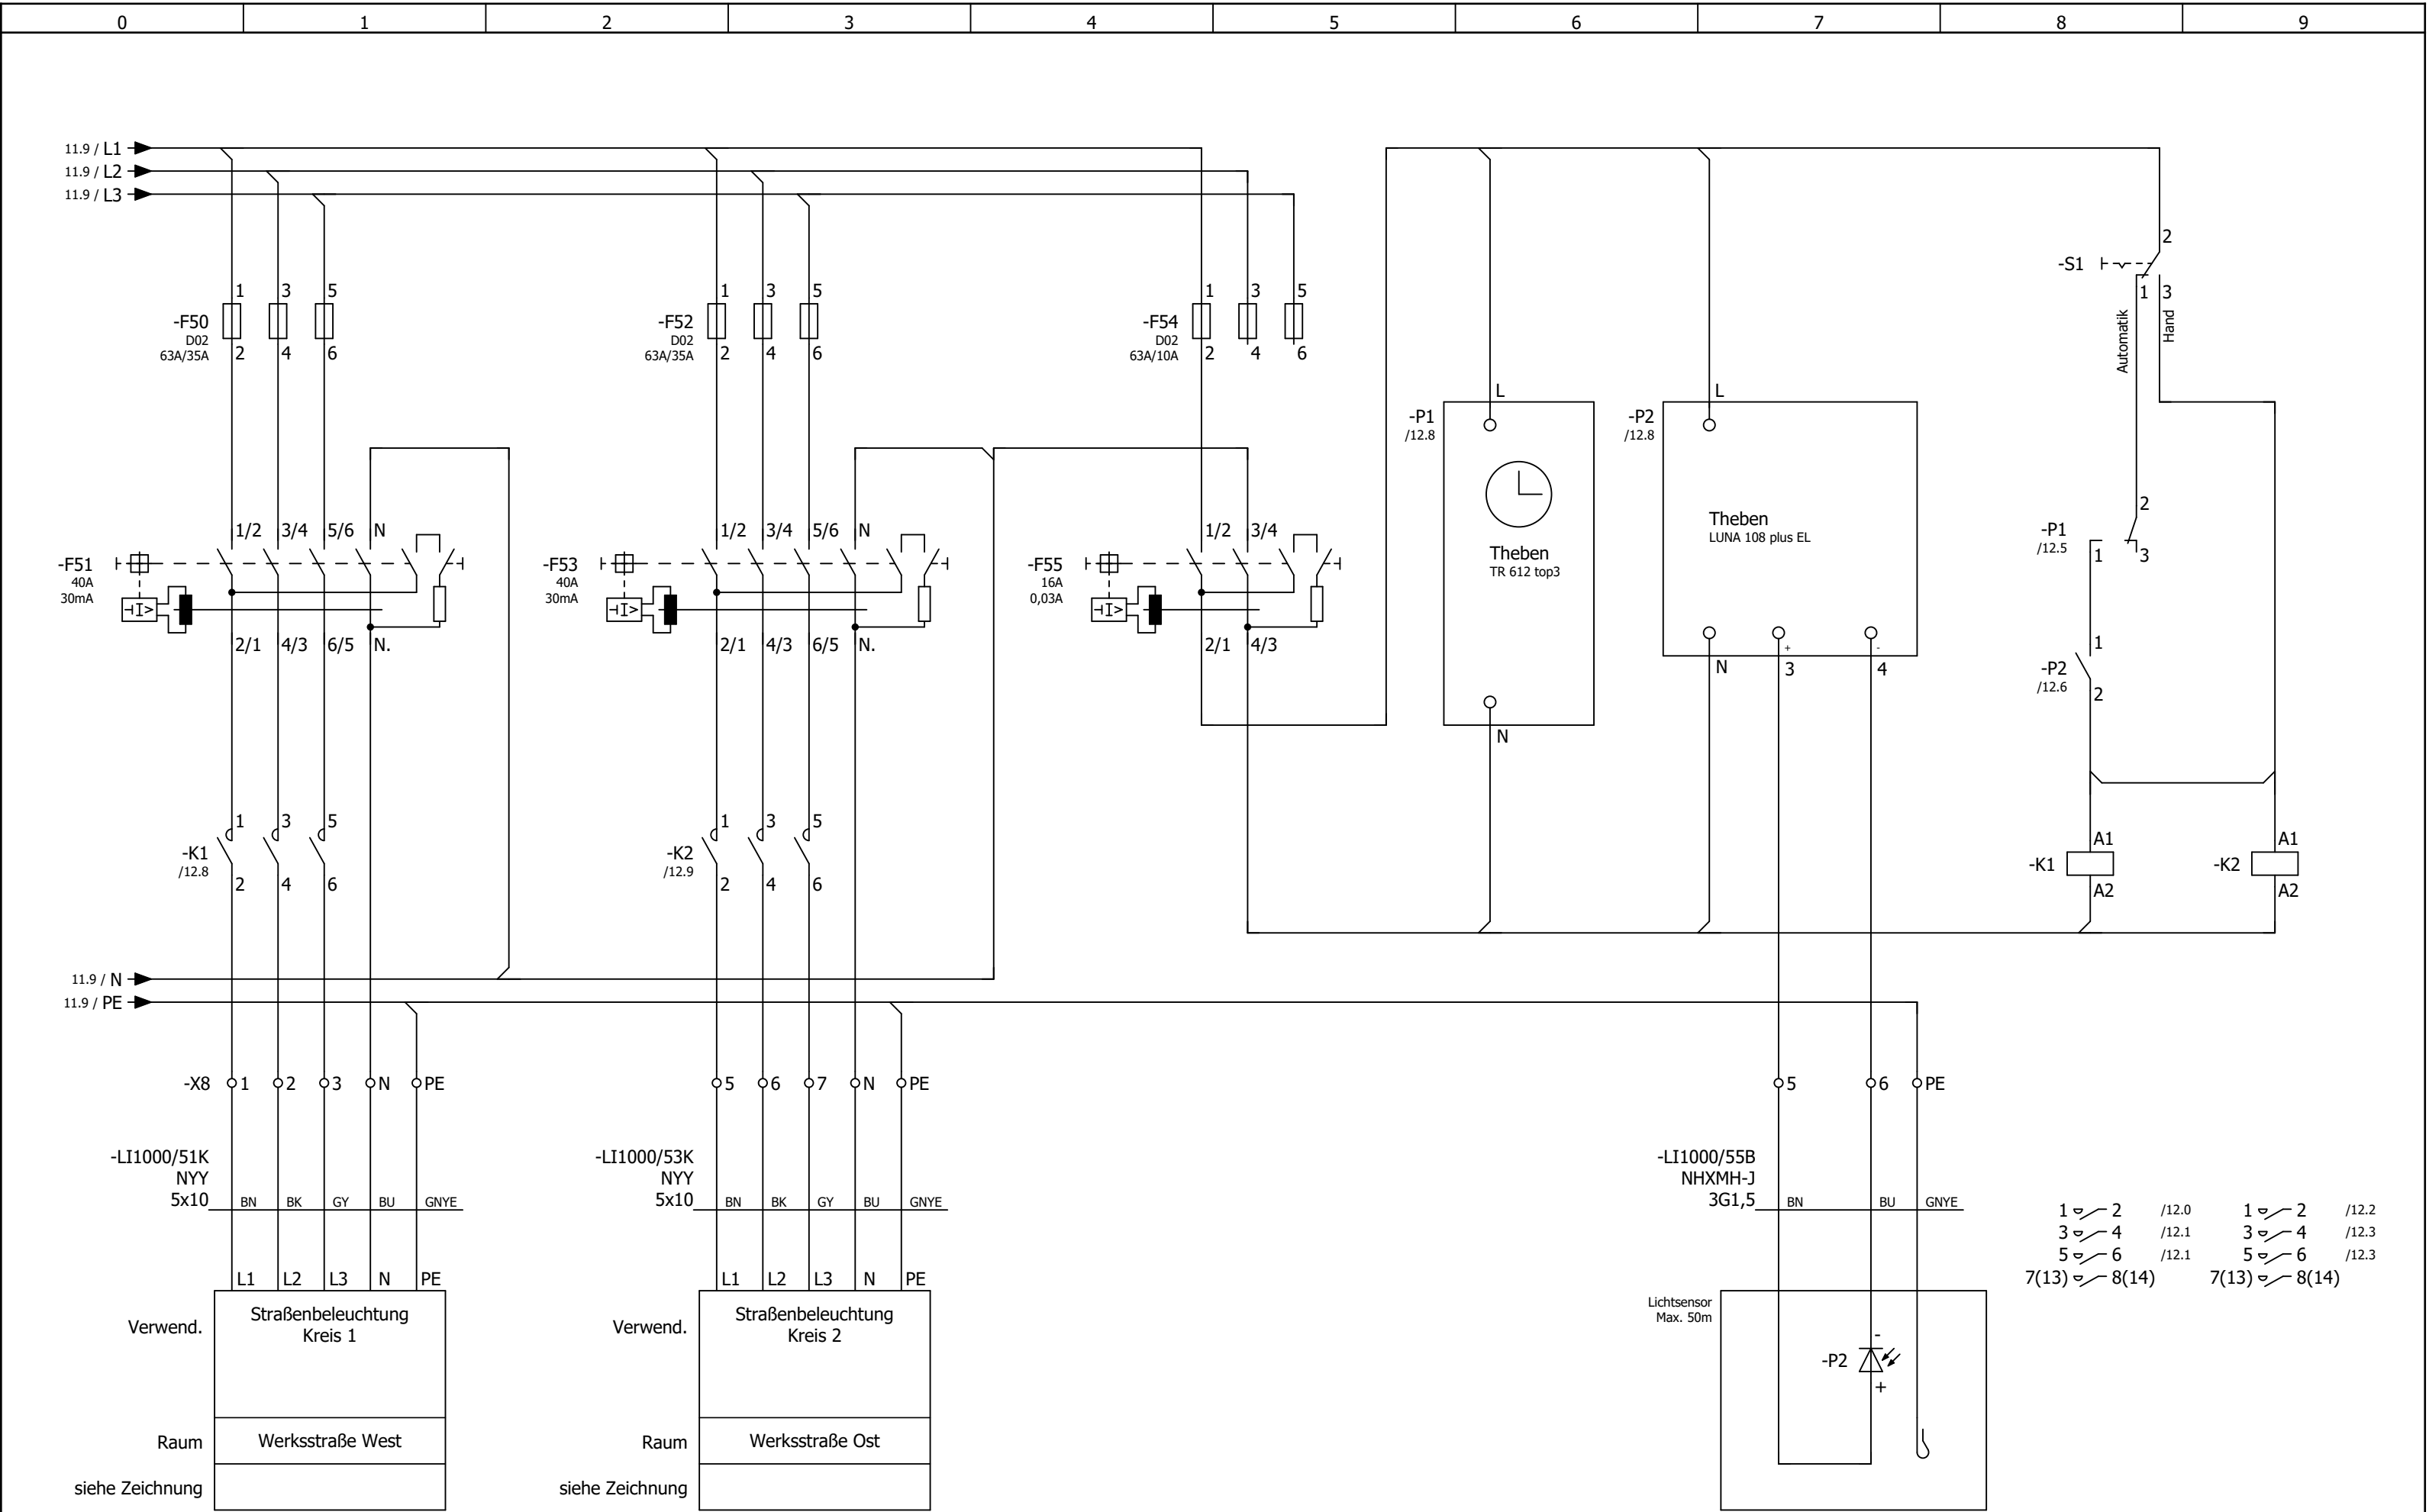 0 1 2 3 4 5 6 7 8 9
11.9 / L1
11.9 / L2
11.9 / L3
2
-S1
1 3
Automatik
Hand
1 3 5
-F50
D02
63A/35A
2 4 6
1 3 5
-F52
D02
63A/35A
2 4 6
1 3 5
-F54
D02
63A/10A
2 4 6
L
-P1
/12.8
Theben
TR 612 top3
N
L
-P2
/12.8
Theben
LUNA 108 plus EL
+ -
N 3 4
1/2 3/4 5/6 N
-F51
40A
30mA
-I>
2/1 4/3 6/5 N.
1/2 3/4 5/6 N
-F53
40A
30mA
-I>
2/1 4/3 6/5 N.
1/2 3/4
-F55
16A
0,03A
-I>
2/1 4/3
2
-P1
/12.5
1 3
1
-P2
/12.6
2
1 3 5
-K1
/12.8
2 4 6
1 3 5
-K2
/12.9
2 4 6
A1
-K1
A2
A1
-K2
A2
11.9 / N
11.9 / PE
-X8 1 2 3 N PE
5 6 7 N PE
5 6 PE
-LI1000/51K
NYY
5x10 BN BK GY BU GNYE
-LI1000/53K
NYY
5x10 BN BK GY BU GNYE
-LI1000/55B
NHXMH-J
3G1,5 BN BU GNYE
1 2 /12.0
3 4 /12.1
5 6 /12.1
7(13) 8(14)
1 2 /12.2
3 4 /12.3
5 6 /12.3
7(13) 8(14)
L1 L2 L3 N PE
Verwend.
Straßenbeleuchtung
Kreis 1
Raum
Werksstraße West
siehe Zeichnung
L1 L2 L3 N PE
Verwend.
Straßenbeleuchtung
Kreis 2
Raum
Werksstraße Ost
siehe Zeichnung
Lichtsensor
Max. 50m
-
-P2
+